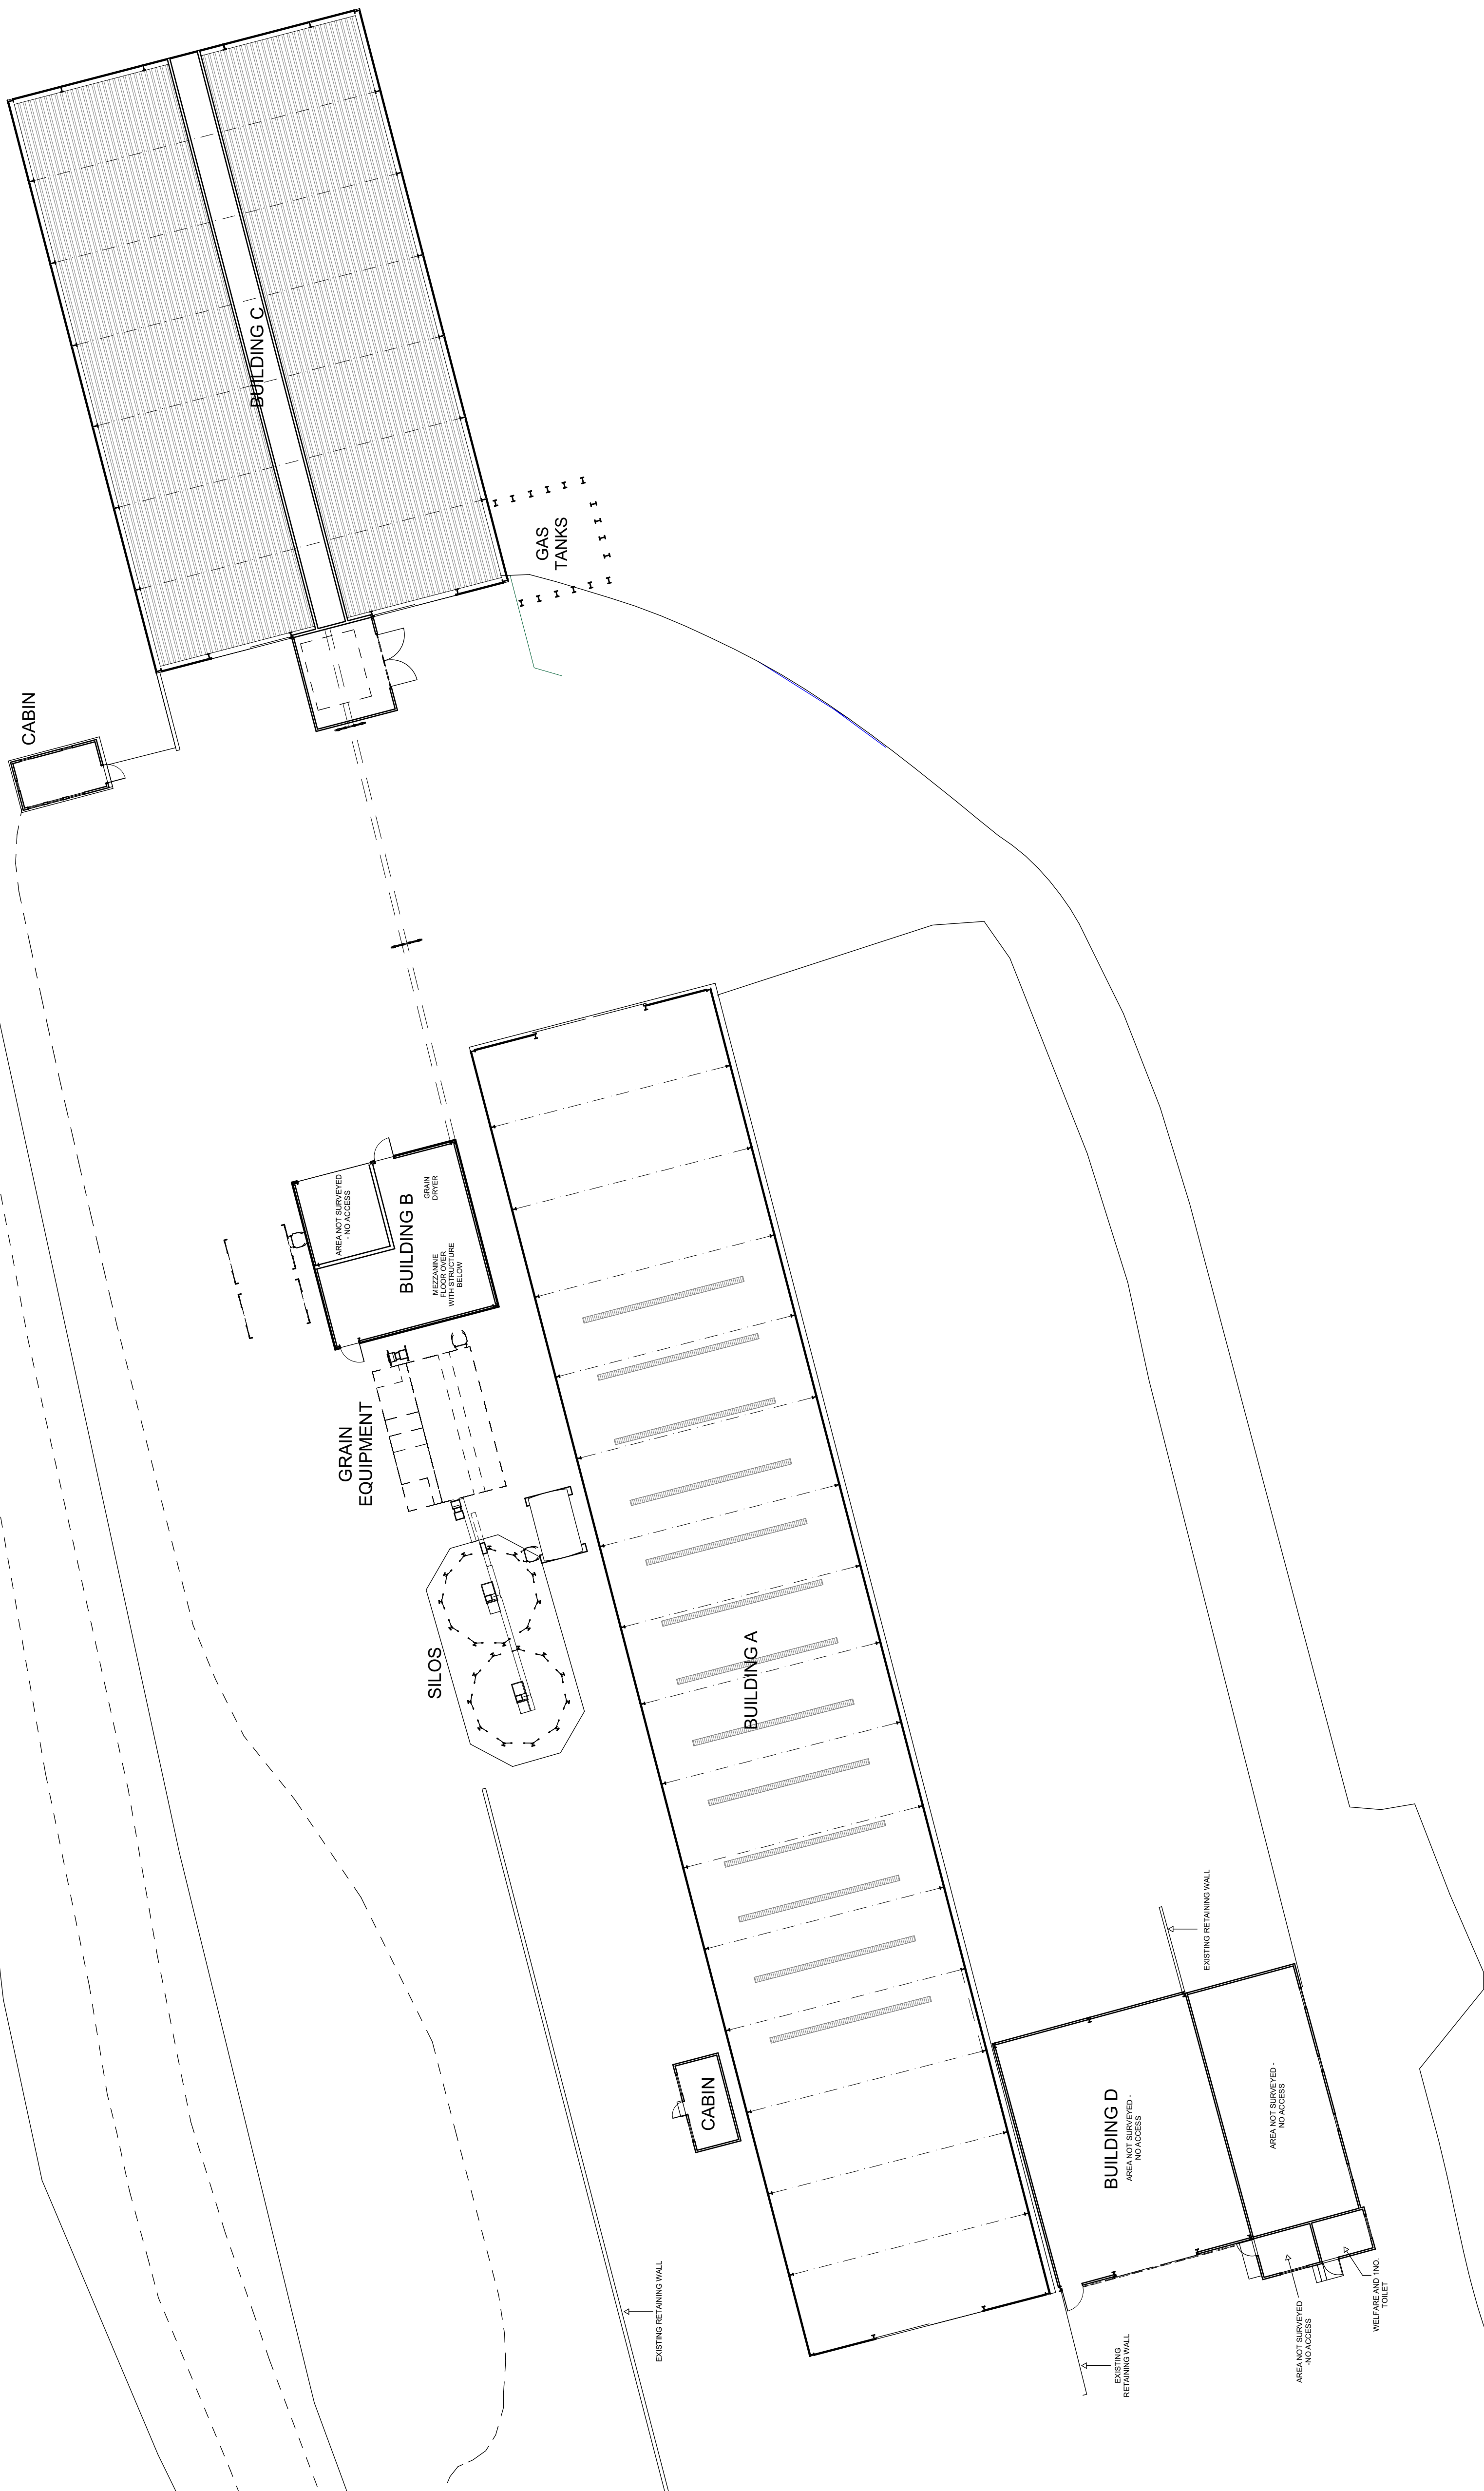 BUILDING C
GAS
TANKS
CABIN
AREA NOT SURVEYED
- NO ACCESS
BUILDING B
GRAIN
DRYER
MEZZANINE
FLOOR OVER
WITH STRUCTURE
BELOW
GRAIN
EQUIPMENT
SILOS
BUILDING A
CABIN
EXISTING RETAINING WALL
EXISTING RETAINING WALL
BUILDING D
AREA NOT SURVEYED -
NO ACCESS
AREA NOT SURVEYED -
NO ACCESS
EXISTING
RETAINING WALL
AREA NOT SURVEYED
-NO ACCESS
WELFARE AND 1NO.
TOILET